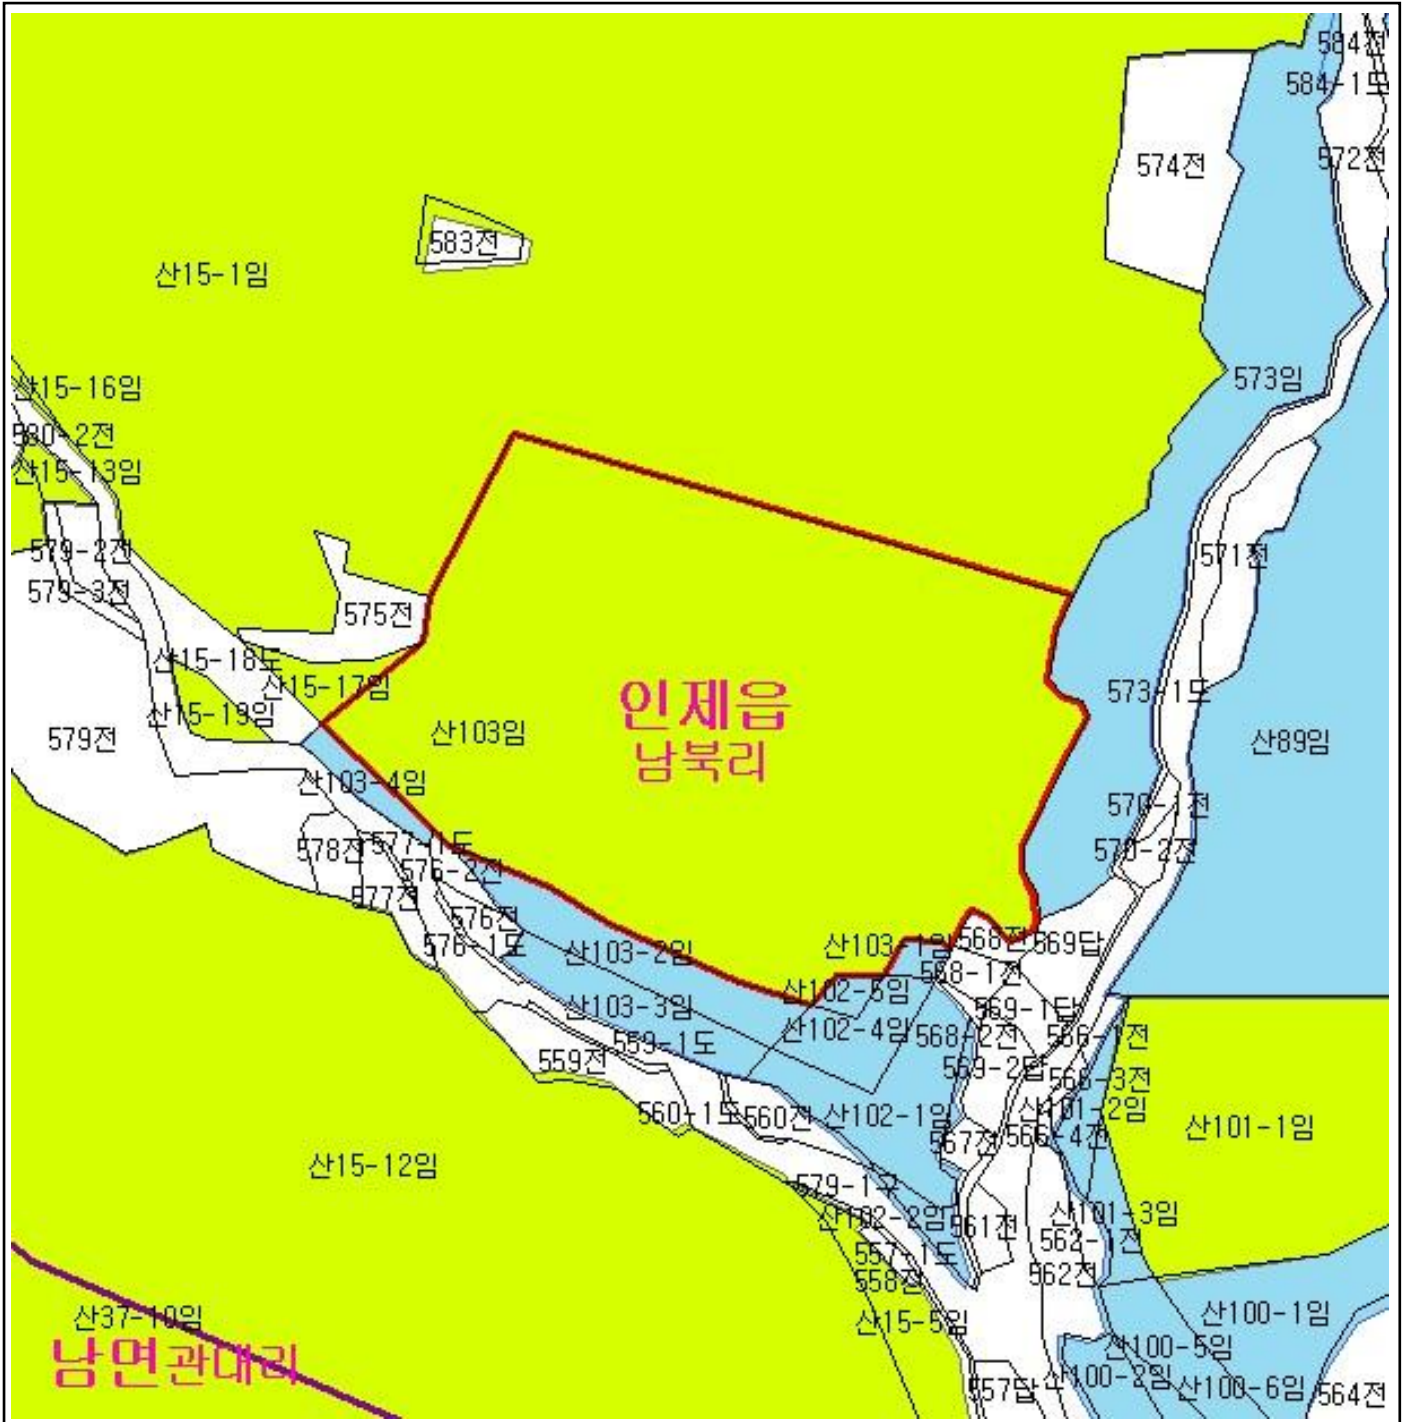 584전
584-1도
572전
574전
583전
산15-1임
573임
산15-16임
580-2전
산15-13임
579-2전
571전
579-3전
575전
산15-18도
산15-17임
573-1도
인제읍
산15-19임
산103임
579전
남북리
산89임
산103-4임
570-1전
577-1도
578전
570-2전
576-2전
577전
576전
576-1도
산103-2임
산103-1임
568전
569답
568-1전
산102-5임
산103-3임
569-1답
산102-4임
568-2전
566-1전
559-1도
559전
569-2답
566-3전
560-1도
560전
산102-1임
산101-2임
산101-1임
567전
566-4전
산15-12임
579-1구
산102-2임
561전
산101-3임
562-1전
557-1도
558전
562전
산37-10임
산15-5임
산100-1임
산100-5임
남면관대리
557답
산100-2임
산100-6임
564전